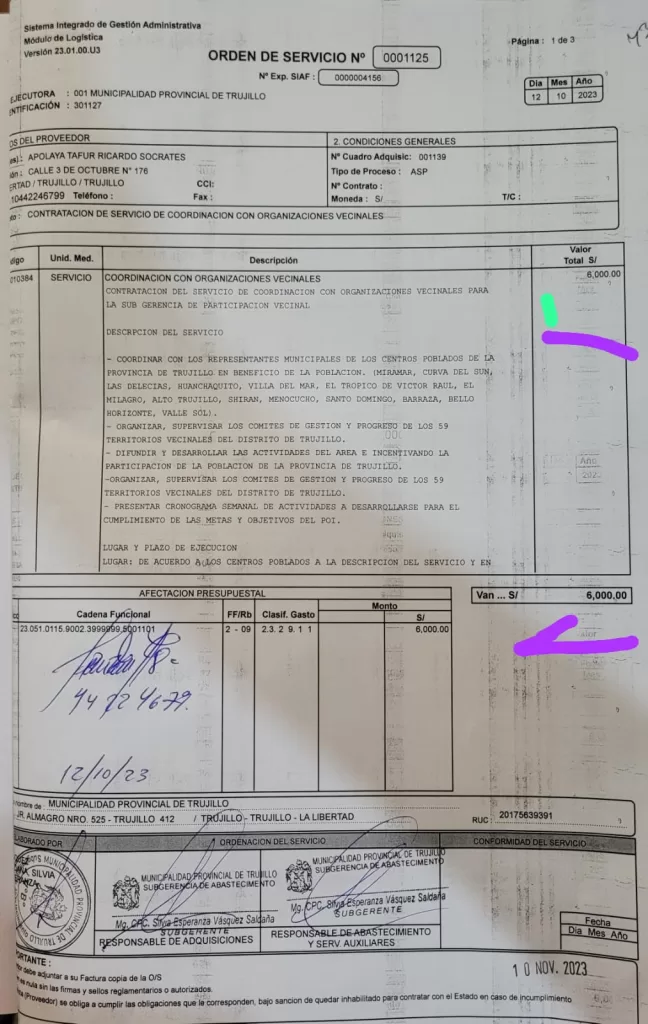 Sistema Integrado de Gestión Administrativa
Módulo de Logística
Versión 23.01.00.U3
Página : 1 de 3
ORDEN DE SERVICIO Nº 0001125
Nº Exp. SIAF : 0000004156
Dia Mes Año
12 10 2023
EJECUTORA : 001 MUNICIPALIDAD PROVINCIAL DE TRUJILLO
NTIFICACIÓN : 301127
OS DEL PROVEEDOR
2. CONDICIONES GENERALES
es) : APOLAYA TAFUR RICARDO SOCRATES
Nº Cuadro Adquisic: 001139
ón : CALLE 3 DE OCTUBRE N° 176
Tipo de Proceso : ASP
ERTAD / TRUJILLO / TRUJILLO CCI:
Nº Contrato :
10442246799 Teléfono : Fax :
Moneda : S/ T/C :
to : CONTRATACION DE SERVICIO DE COORDINACION CON ORGANIZACIONES VECINALES
digo Unid. Med. Descripción Valor Total S/
010384 SERVICIO COORDINACION CON ORGANIZACIONES VECINALES 6,000.00
CONTRATACION DEL SERVICIO DE COORDINACION CON ORGANIZACIONES VECINALES PARA
LA SUB GERENCIA DE PARTICIPACION VECINAL
DESCRPCION DEL SERVICIO
- COORDINAR CON LOS REPRESENTANTES MUNICIPALES DE LOS CENTROS POBLADOS DE LA
PROVINCIA DE TRUJILLO EN BENEFICIO DE LA POBLACION. (MIRAMAR, CURVA DEL SUN,
LAS DELECIAS, HUANCHAQUITO, VILLA DEL MAR, EL TROPICO DE VICTOR RAUL, EL
MILAGRO, ALTO TRUJILLO, SHIRAN, MENOCUCHO, SANTO DOMINGO, BARRAZA, BELLO
HORIZONTE, VALLE SOL).
- ORGANIZAR, SUPERVISAR LOS COMITES DE GESTION Y PROGRESO DE LOS 59
TERRITORIOS VECINALES DEL DISTRITO DE TRUJILLO.
- DIFUNDIR Y DESARROLLAR LAS ACTIVIDADES DEL AREA E INCENTIVANDO LA
PARTICIPACION DE LA POBLACION DE LA PROVINCIA DE TRUJILLO.
-ORGANIZAR, SUPERVISAR LOS COMITES DE GESTION Y PROGRESO DE LOS 59
TERRITORIOS VECINALES DEL DISTRITO DE TRUJILLO.
- PRESENTAR CRONOGRAMA SEMANAL DE ACTIVIDADES A DESARROLLARSE PARA EL
CUMPLIMIENTO DE LAS METAS Y OBJETIVOS DEL POI.
LUGAR Y PLAZO DE EJECUCION
LUGAR: DE ACUERDO A LOS CENTROS POBLADOS A LA DESCRIPCION DEL SERVICIO Y EN
AFECTACION PRESUPUESTAL
Van ... S/ 6,000.00
Cadena Funcional FF/Rb Clasif. Gasto Monto
S/
23.051.0115.9002.3999999.5001101 2 - 09 2.3. 2 9. 1 1 6,000.00
44224679.
12/10/23
nombre de : MUNICIPALIDAD PROVINCIAL DE TRUJILLO
JR. ALMAGRO NRO. 525 - TRUJILLO 412 / TRUJILLO - TRUJILLO - LA LIBERTAD
RUC : 20175639391
ELABORADO POR ORDENACION DEL SERVICIO CONFORMIDAD DEL SERVICIO
MUNICIPALIDAD PROVINCIAL DE TRUJILLO
SUBGERENCIA DE ABASTECIMIENTO
Mg. CPC. Silvia Esperanza Vásquez Saldaña
SUBGERENTE
RESPONSABLE DE ADQUISICIONES
MUNICIPALIDAD PROVINCIAL DE TRUJILLO
SUBGERENCIA DE ABASTECIMIENTO
Mg. CPC. Silvia Esperanza Vásquez Saldaña
SUBGERENTE
RESPONSABLE DE ABASTECIMIENTO
Y SERV. AUXILIARES
Fecha
Dia Mes Año
10 NOV. 2023
ORTANTE :
or debe adjuntar a su Factura copia de la O/S
es nula sin las firmas y sellos reglamentarios o autorizados.
(Proveedor) se obliga a cumplir las obligaciones que le corresponden, bajo sancion de quedar inhabilitado para contratar con el Estado en caso de incumplimiento